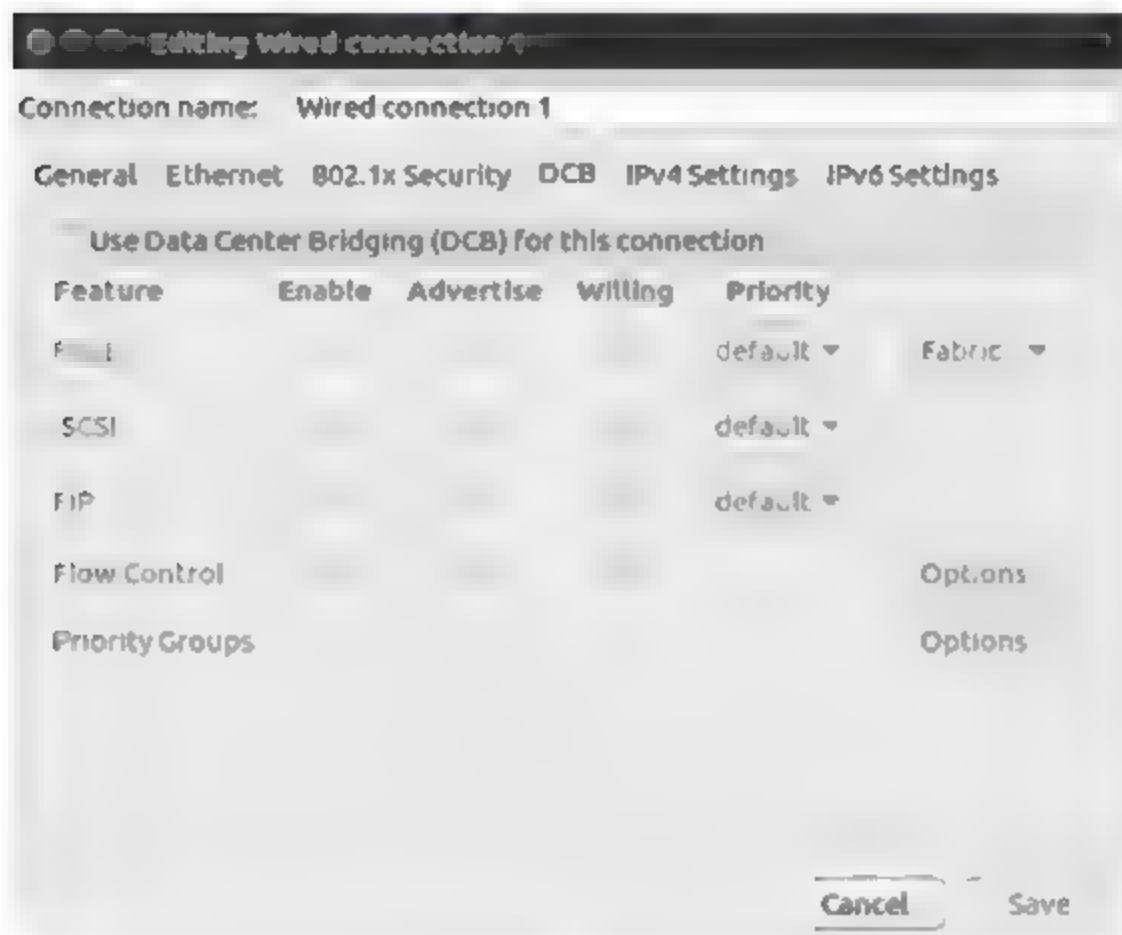 Editing Wired connection 1
Connection name: Wired connection 1
General Ethernet 802.1x Security DCB IPv4 Settings IPv6 Settings
Use Data Center Bridging (DCB) for this connection
Feature Enable Advertise Willing Priority
default Fabric
SCSI default
FIP default
Flow Control Options
Priority Groups Options
Cancel Save